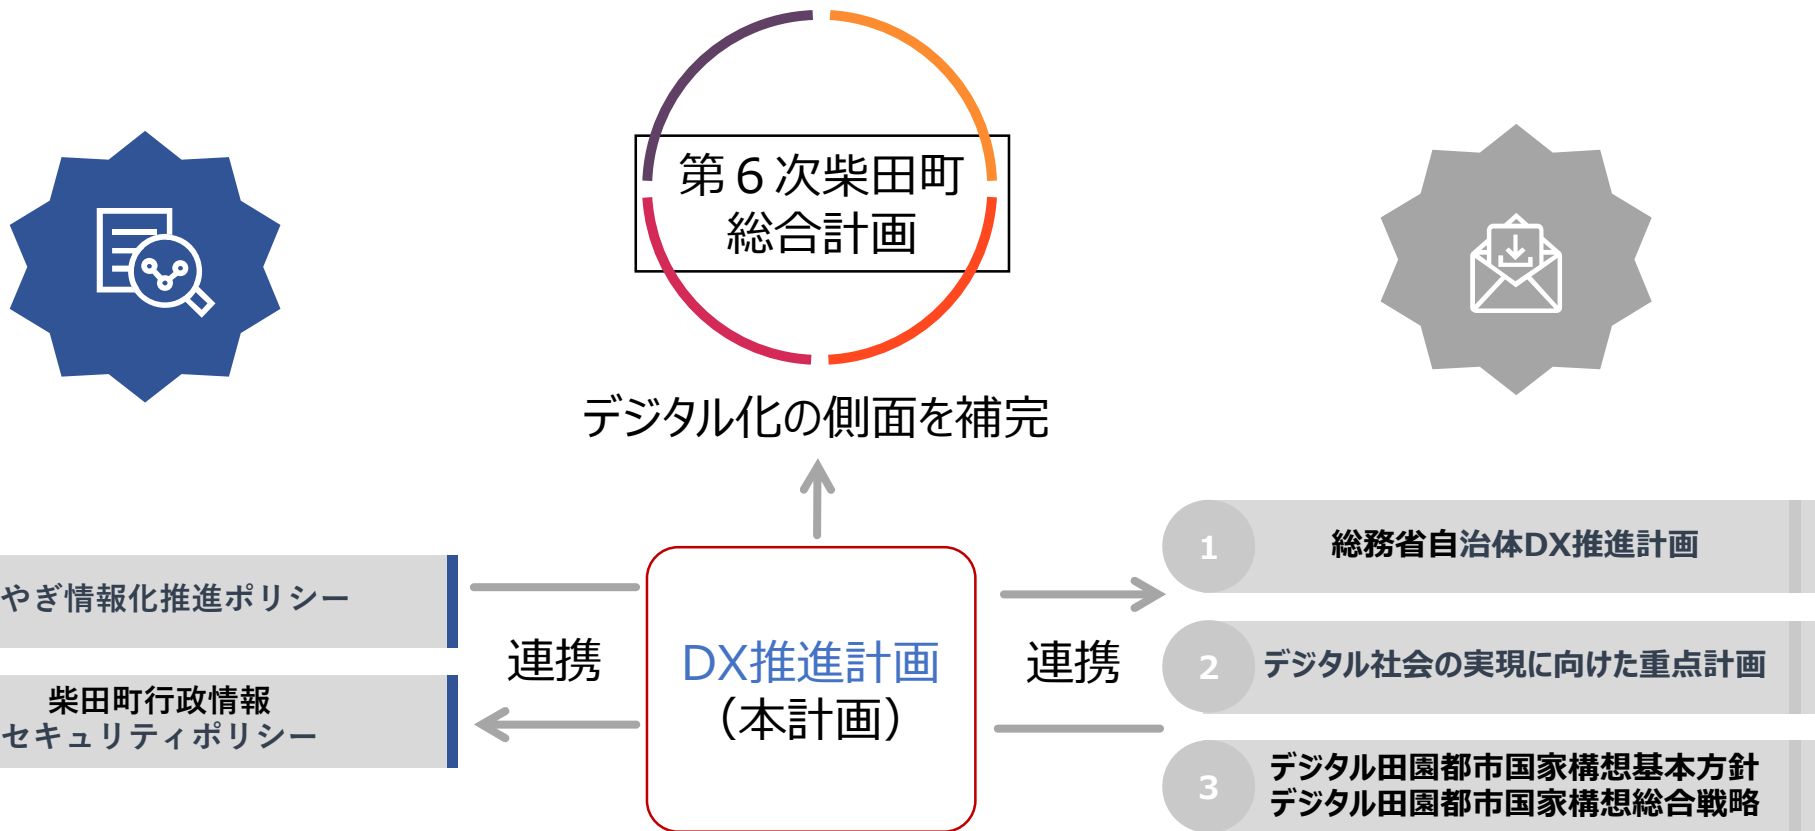 第６次柴田町
総合計画
デジタル化の側面を補完
やぎ情報化推進ポリシー
柴田町行政情報
セキュリティポリシー
連携
DX推進計画
（本計画）
連携
1
総務省自治体DX推進計画
2
デジタル社会の実現に向けた重点計画
3
デジタル田園都市国家構想基本方針
デジタル田園都市国家構想総合戦略